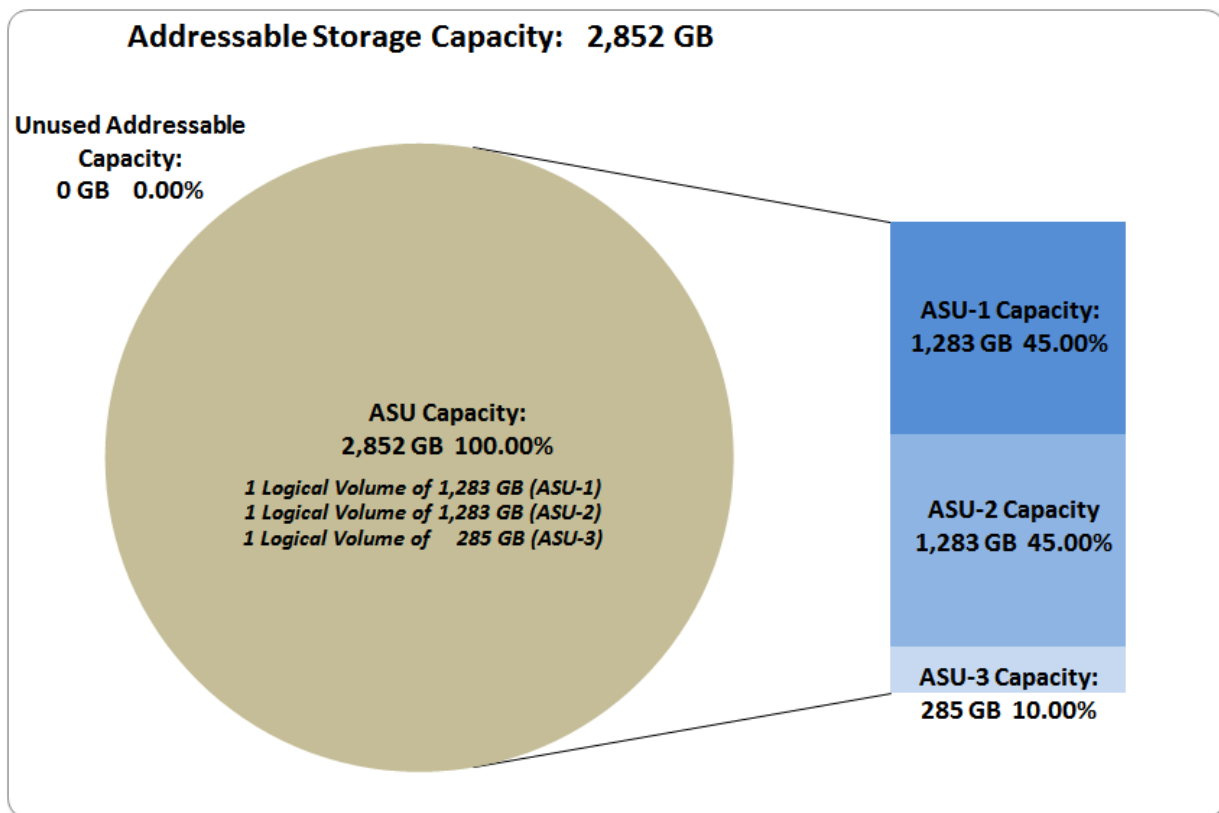 Addressable Storage Capacity: 2,852 GB
Unused Addressable
Capacity:
0 GB 0.00%
ASU Capacity:
2,852 GB 100.00%
1 Logical Volume of 1,283 GB (ASU-1)
1 Logical Volume of 1,283 GB (ASU-2)
1 Logical Volume of 285 GB (ASU-3)
ASU-1 Capacity:
1,283 GB 45.00%
ASU-2 Capacity
1,283 GB 45.00%
ASU-3 Capacity:
285 GB 10.00%